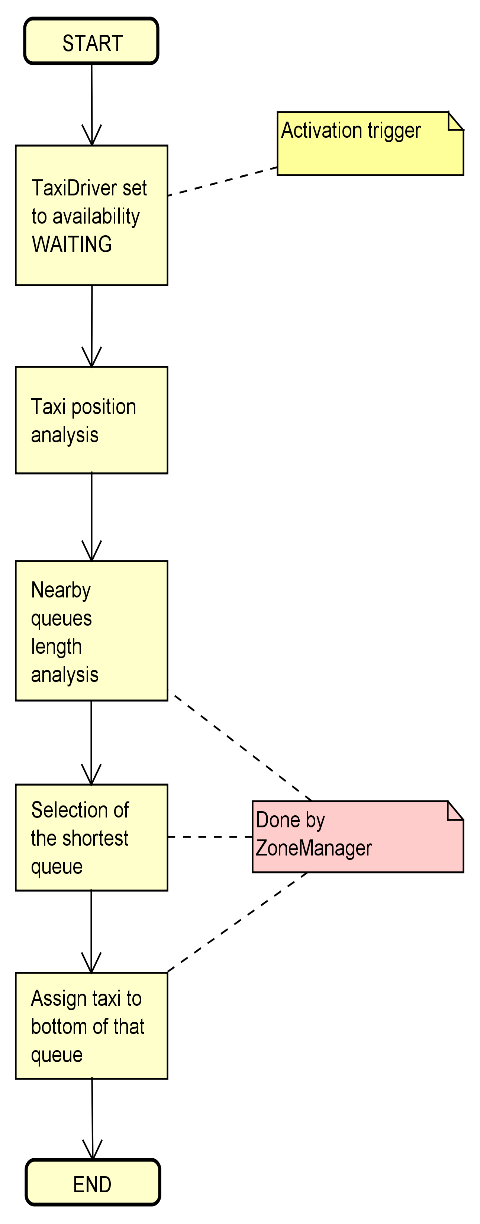 START
Activation trigger
TaxiDriver set
to availability
WAITING
Taxi position
analysis
Nearby
queues
length
analysis
Selection of
the shortest
queue
Done by
ZoneManager
Assign taxi to
bottom of that
queue
END